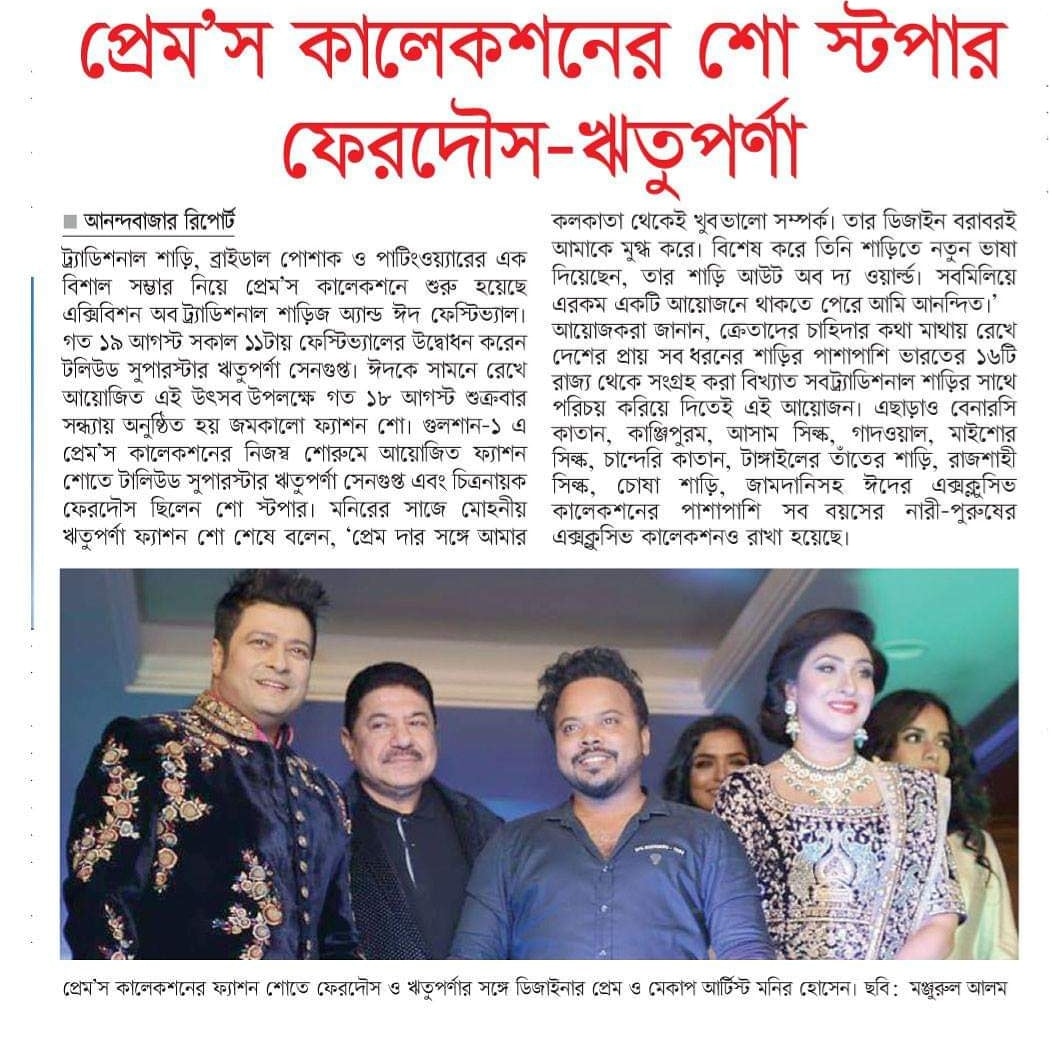 প্রেম'স কালেকশনের শো স্টপার
ফেরদৌস-ঋতুপর্ণা
আনন্দবাজার রিপোর্ট
ট্র্যাডিশনাল শাড়ি, ব্রাইডাল পোশাক ও পার্টিংওয়্যারের এক
বিশাল সম্ভার নিয়ে প্রেম'স কালেকশনে শুরু হয়েছে
এক্সিবিশন অব ট্র্যাডিশনাল শাড়িজ অ্যান্ড ঈদ ফেস্টিভ্যাল।
গত ১৯ আগস্ট সকাল ১১টায় ফেস্টিভ্যালের উদ্বোধন করেন
টলিউড সুপারস্টার ঋতুপর্ণা সেনগুপ্ত। ঈদকে সামনে রেখে
আয়োজিত এই উৎসব উপলক্ষে গত ১৮ আগস্ট শুক্রবার
সন্ধ্যায় অনুষ্ঠিত হয় জমকালো ফ্যাশন শো। গুলশান-১ এ
প্রেম'স কালেকশনের নিজস্ব শোরুমে আয়োজিত ফ্যাশন
শোতে টালিউড সুপারস্টার ঋতুপর্ণা সেনগুপ্ত এবং চিত্রনায়ক
ফেরদৌস ছিলেন শো স্টপার। মনিরের সাজে মোহনীয়
ঋতুপর্ণা ফ্যাশন শো শেষে বলেন, 'প্রেম দার সঙ্গে আমার
কলকাতা থেকেই খুব ভালো সম্পর্ক। তার ডিজাইন বরাবরই
আমাকে মুগ্ধ করে। বিশেষ করে তিনি শাড়িতে নতুন ভাষা
দিয়েছেন, তার শাড়ি আউট অব দ্য ওয়ার্ল্ড। সবমিলিয়ে
এরকম একটি আয়োজনে থাকতে পেরে আমি আনন্দিত।'
আয়োজকরা জানান, ক্রেতাদের চাহিদার কথা মাথায় রেখে
দেশের প্রায় সব ধরনের শাড়ির পাশাপাশি ভারতের ১৬টি
রাজ্য থেকে সংগ্রহ করা বিখ্যাত সব ট্র্যাডিশনাল শাড়ির সাথে
পরিচয় করিয়ে দিতেই এই আয়োজন। এছাড়াও বেনারসি
কাতান, কাঞ্জিপুরম, আসাম সিল্ক, গাদওয়াল, মাইশোর
সিল্ক, চান্দেরি কাতান, টাঙ্গাইলের তাঁতের শাড়ি, রাজশাহী
সিল্ক, চোষা শাড়ি, জামদানিসহ ঈদের এক্সক্লুসিভ
কালেকশনের পাশাপাশি সব বয়সের নারী-পুরুষের
এক্সক্লুসিভ কালেকশনও রাখা হয়েছে।
প্রেম'স কালেকশনের ফ্যাশন শোতে ফেরদৌস ও ঋতুপর্ণার সঙ্গে ডিজাইনার প্রেম ও মেকাপ আর্টিস্ট মনির হোসেন। ছবি: মঞ্জুরুল আলম